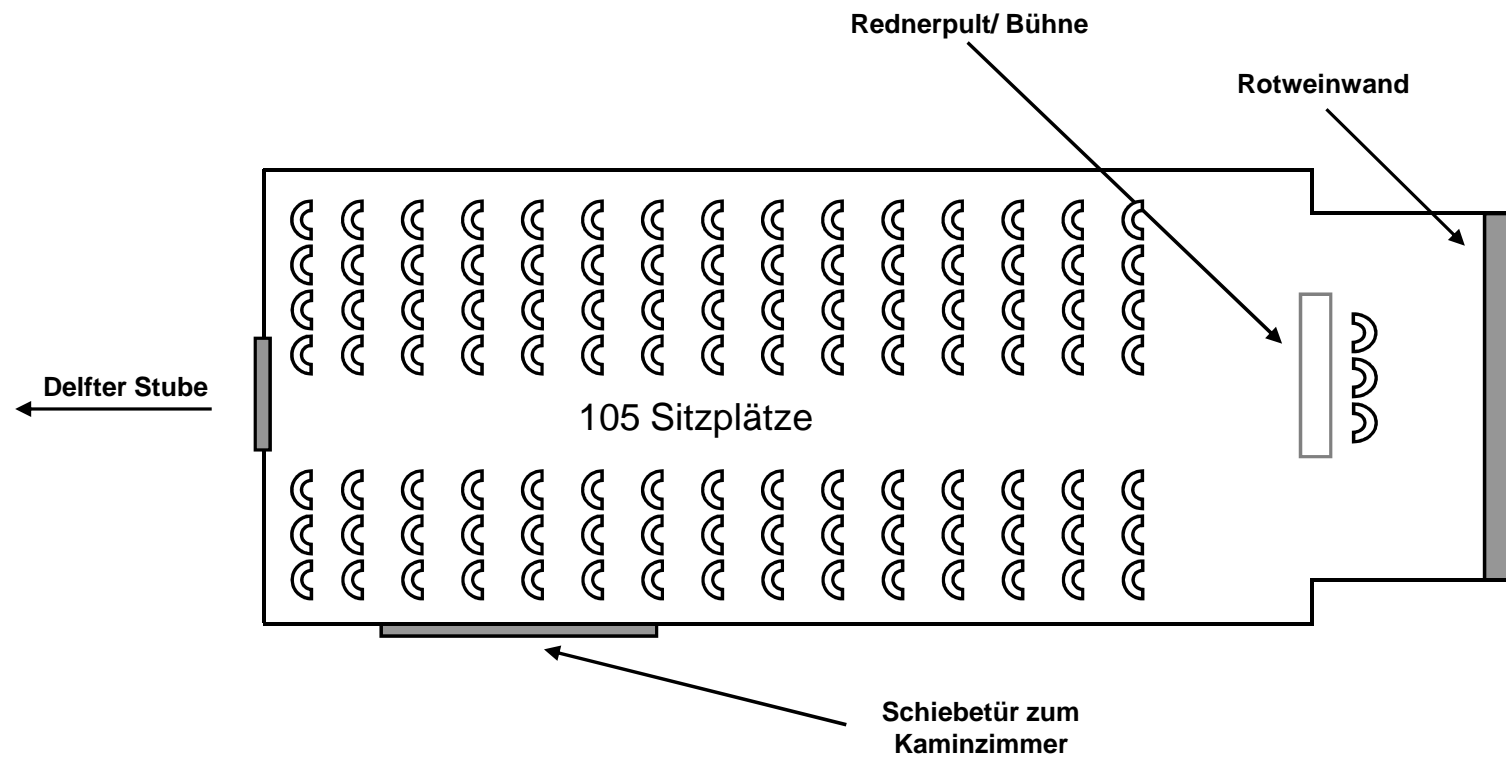 Rednerpult/ Bühne
Rotweinwand
Delfter Stube
105 Sitzplätze
Schiebetür zum
Kaminzimmer